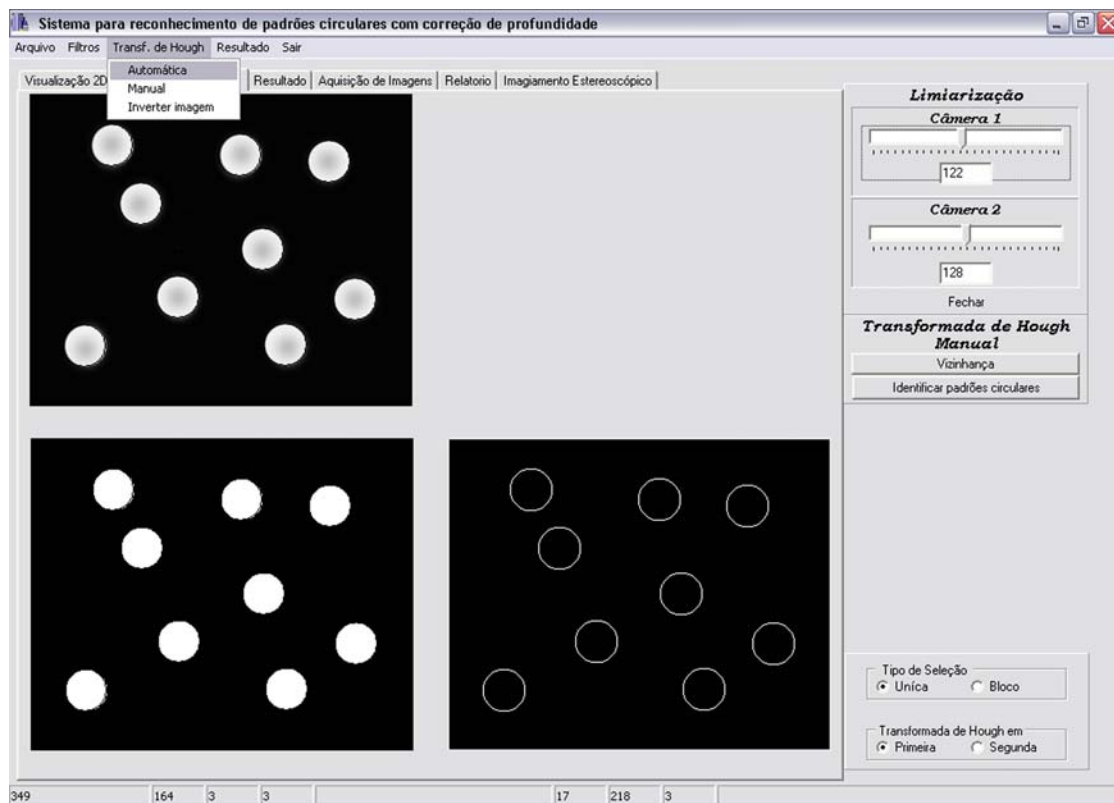 Sistema para reconhecimento de padrões circulares com correção de profundidade
Arquivo Filtros Transf. de Hough Resultado Sair
Automática
Manual
Inverter imagem
Visualização 2D Resultado Aquisição de Imagens Relatorio Imagiamento Estereoscópico
Limiarização
Câmera 1
122
Câmera 2
128
Fechar
Transformada de Hough
Manual
Vizinhança
Identificar padrões circulares
Tipo de Seleção
Uníca Bloco
Transformada de Hough em
Primeira Segunda
349 164 3 3 17 218 3